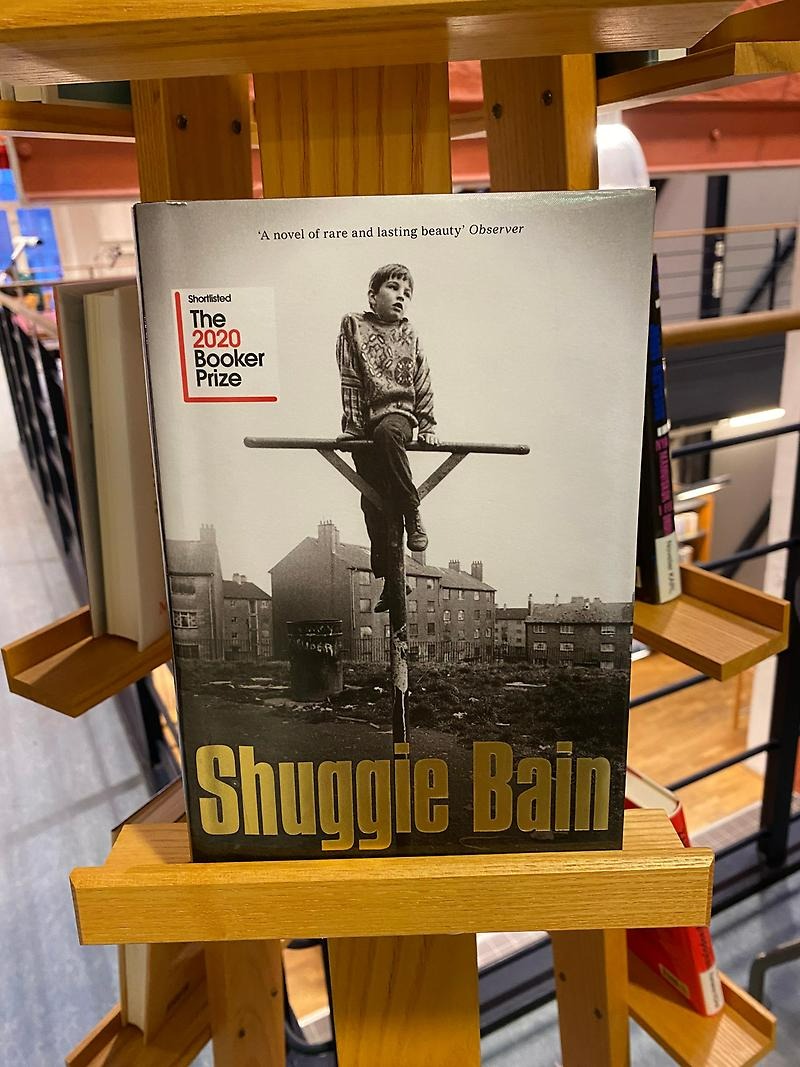 'A novel of rare and lasting beauty' Observer
Shortlisted
The
2020
Booker
Prize
Shuggie Bain